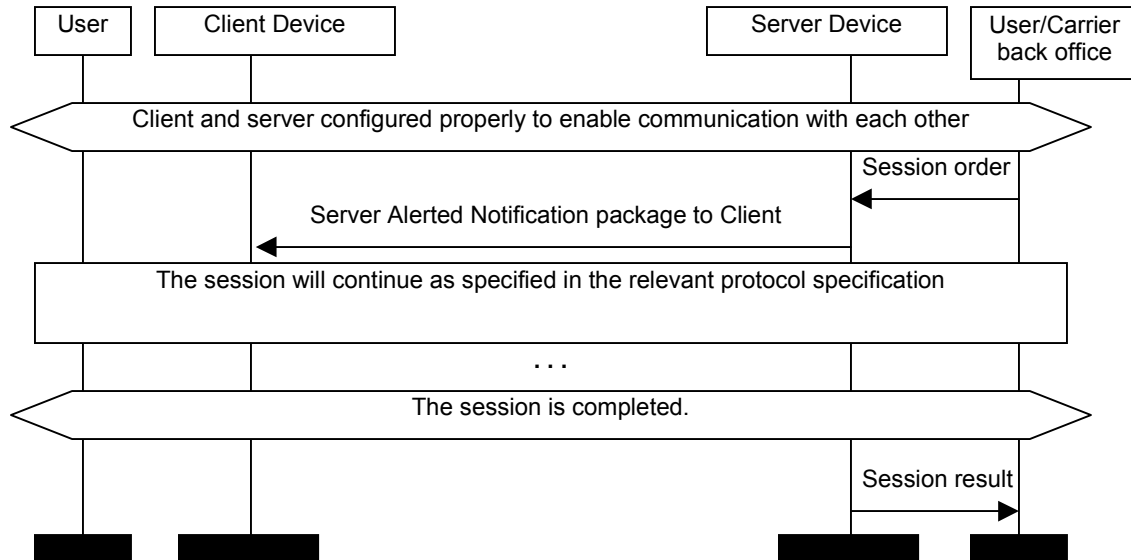 User
Client Device
Server Device
User/Carrier
back office
Client and server configured properly to enable communication with each other
Session order
Server Alerted Notification package to Client
The session will continue as specified in the relevant protocol specification
. . .
The session is completed.
Session result